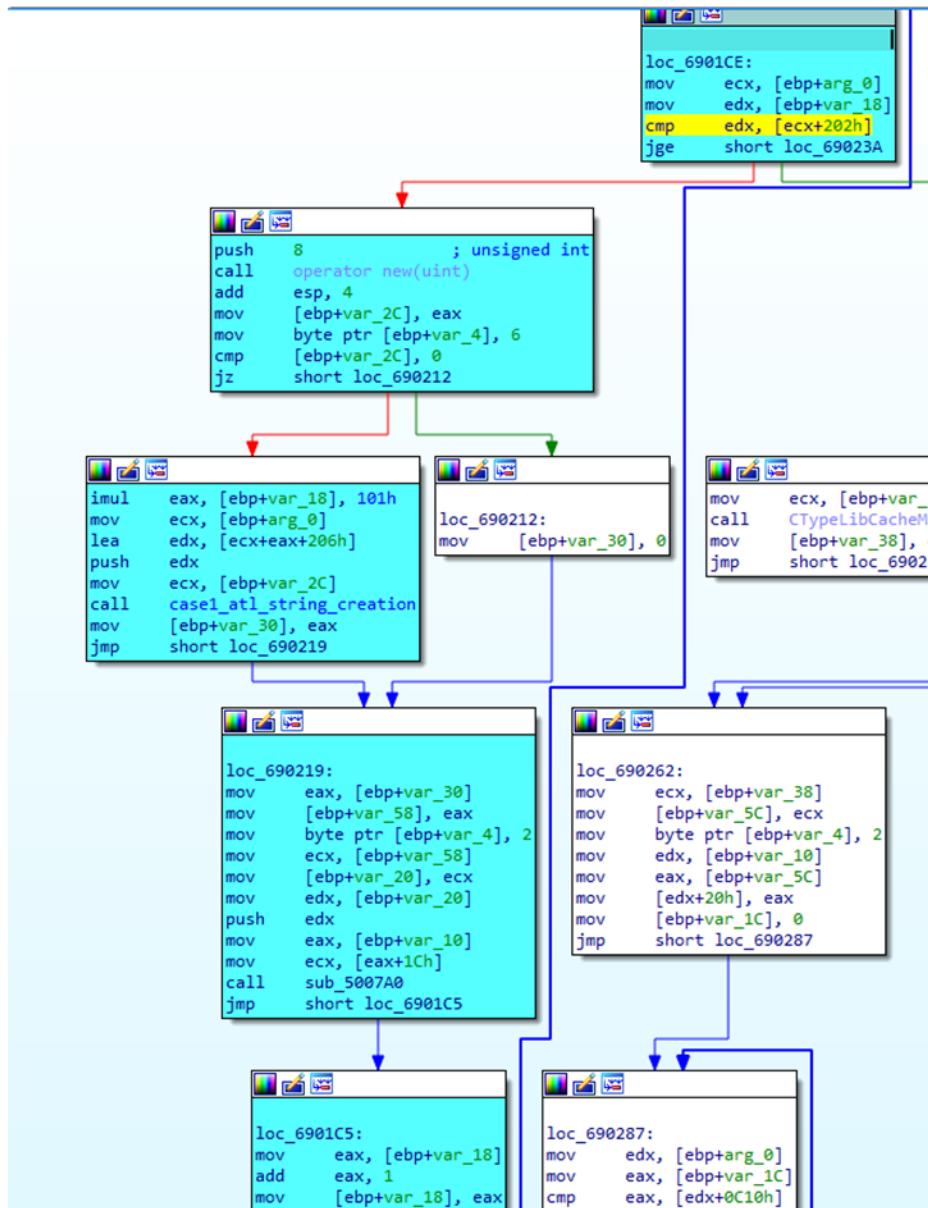 loc_6901CE:
mov ecx, [ebp+arg_0]
mov edx, [ebp+var_18]
cmp edx, [ecx+202h]
jge short loc_69023A
push 8 ; unsigned int
call operator new(uint)
add esp, 4
mov [ebp+var_2C], eax
mov byte ptr [ebp+var_4], 6
cmp [ebp+var_2C], 0
jz short loc_690212
imul eax, [ebp+var_18], 101h
mov ecx, [ebp+arg_0]
lea edx, [ecx+eax+206h]
push edx
mov ecx, [ebp+var_2C]
call case1_atl_string_creation
mov [ebp+var_30], eax
jmp short loc_690219
loc_690212:
mov [ebp+var_30], 0
mov ecx, [ebp+var_
call CTypeLibCacheM
mov [ebp+var_38],
jmp short loc_6902
loc_690219:
mov eax, [ebp+var_30]
mov [ebp+var_58], eax
mov byte ptr [ebp+var_4], 2
mov ecx, [ebp+var_58]
mov [ebp+var_20], ecx
mov edx, [ebp+var_20]
push edx
mov eax, [ebp+var_10]
mov ecx, [eax+1Ch]
call sub_5007A0
jmp short loc_6901C5
loc_690262:
mov ecx, [ebp+var_38]
mov [ebp+var_5C], ecx
mov byte ptr [ebp+var_4], 2
mov edx, [ebp+var_10]
mov eax, [ebp+var_5C]
mov [edx+20h], eax
mov [ebp+var_1C], 0
jmp short loc_690287
loc_6901C5:
mov eax, [ebp+var_18]
add eax, 1
mov [ebp+var_18], eax
loc_690287:
mov edx, [ebp+arg_0]
mov eax, [ebp+var_1C]
cmp eax, [edx+0C10h]